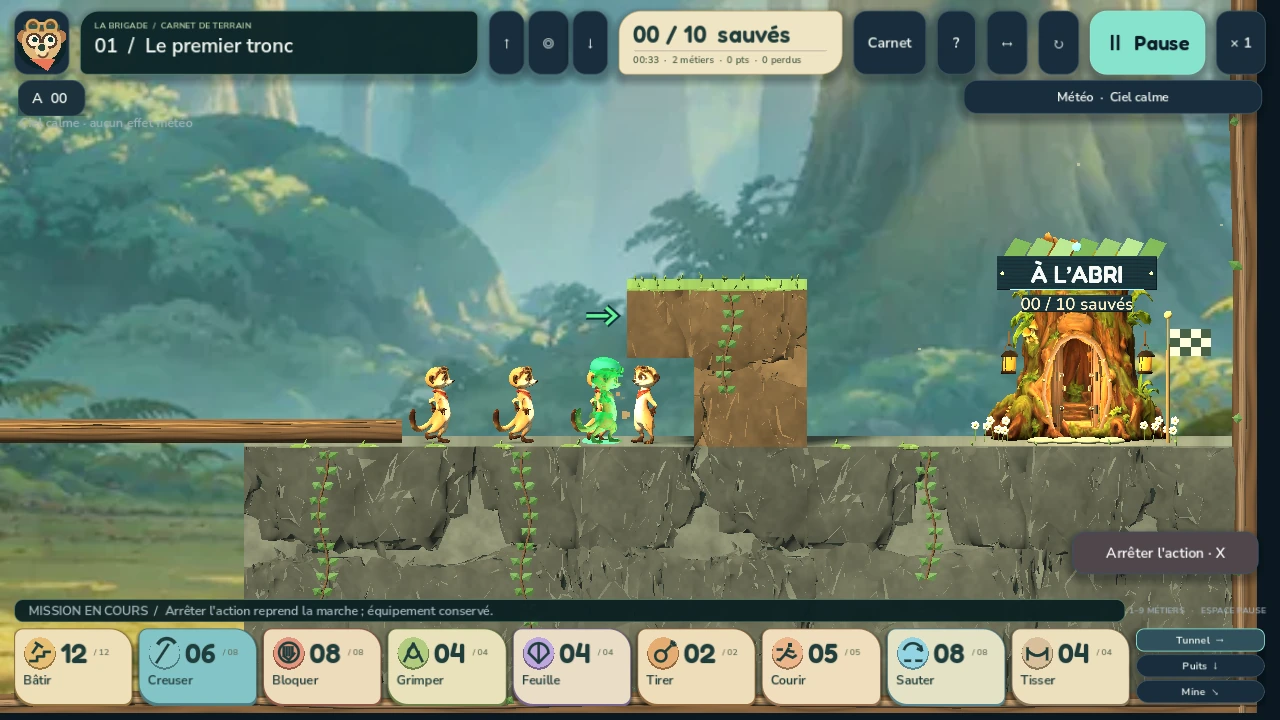 LA BRIGADE / CARNET DE TERRAIN
01 / Le premier tronc
00 / 10 sauvés
00:33 · 2 métiers · 0 pts · 0 perdus
Carnet
?
Pause
× 1
A 00
Météo · Ciel calme
calme · aucun effet météo
À L'ABRI
00 / 10 sauvés
Arrêter l'action · X
MISSION EN COURS / Arrêter l'action reprend la marche ; équipement conservé.
1–9 MÉTIERS · ESPACE PAUSE
12 / 12
Bâtir
06 / 08
Creuser
08 / 08
Bloquer
04 / 04
Grimper
04 / 04
Feuille
02 / 02
Tirer
05 / 05
Courir
08 / 08
Sauter
04 / 04
Tisser
Tunnel →
Puits ↓
Mine ↘